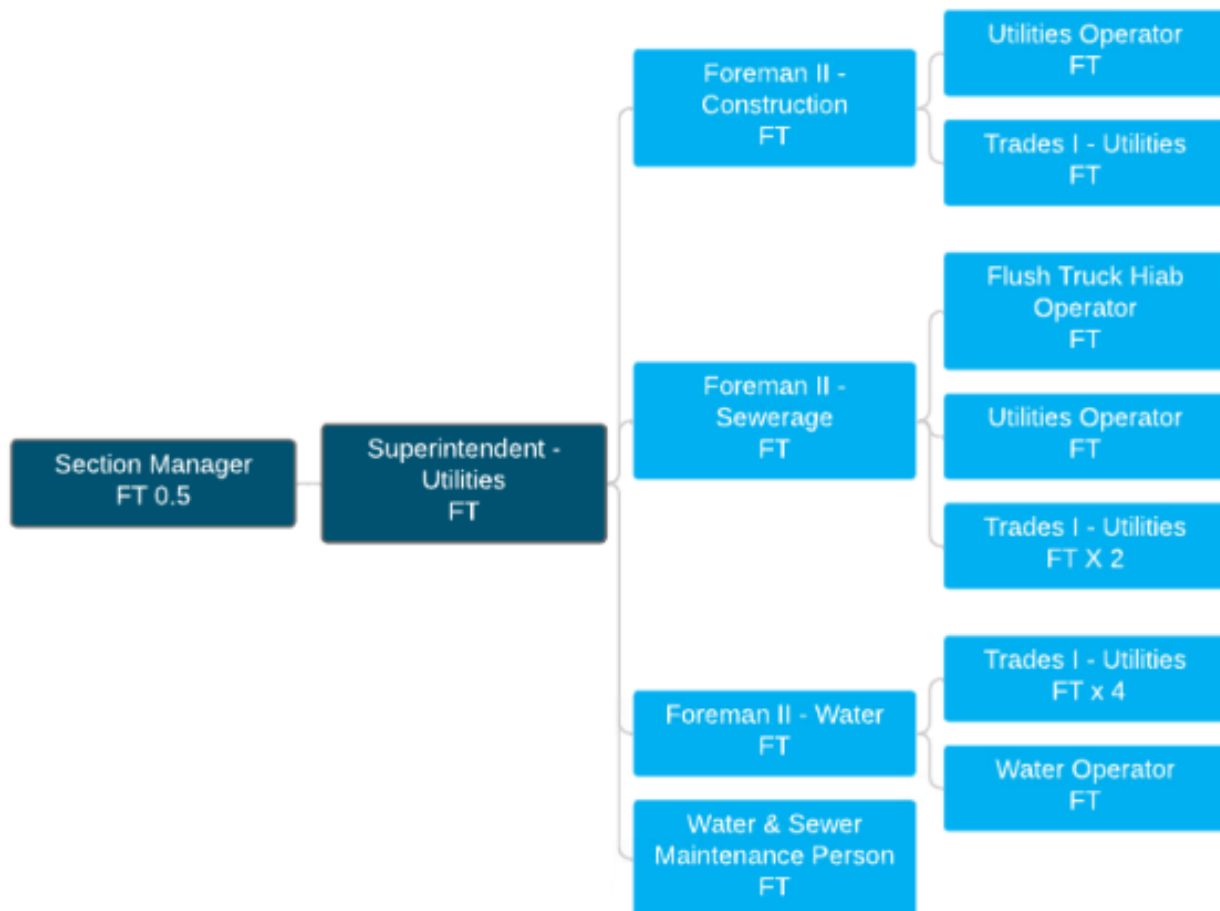 Section Manager
FT 0.5
Superintendent -
Utilities
FT
Foreman II -
Construction
FT
Utilities Operator
FT
Trades I - Utilities
FT
Foreman II -
Sewerage
FT
Flush Truck Hiab
Operator
FT
Utilities Operator
FT
Trades I - Utilities
FT X 2
Foreman II - Water
FT
Trades I - Utilities
FT x 4
Water Operator
FT
Water & Sewer
Maintenance Person
FT